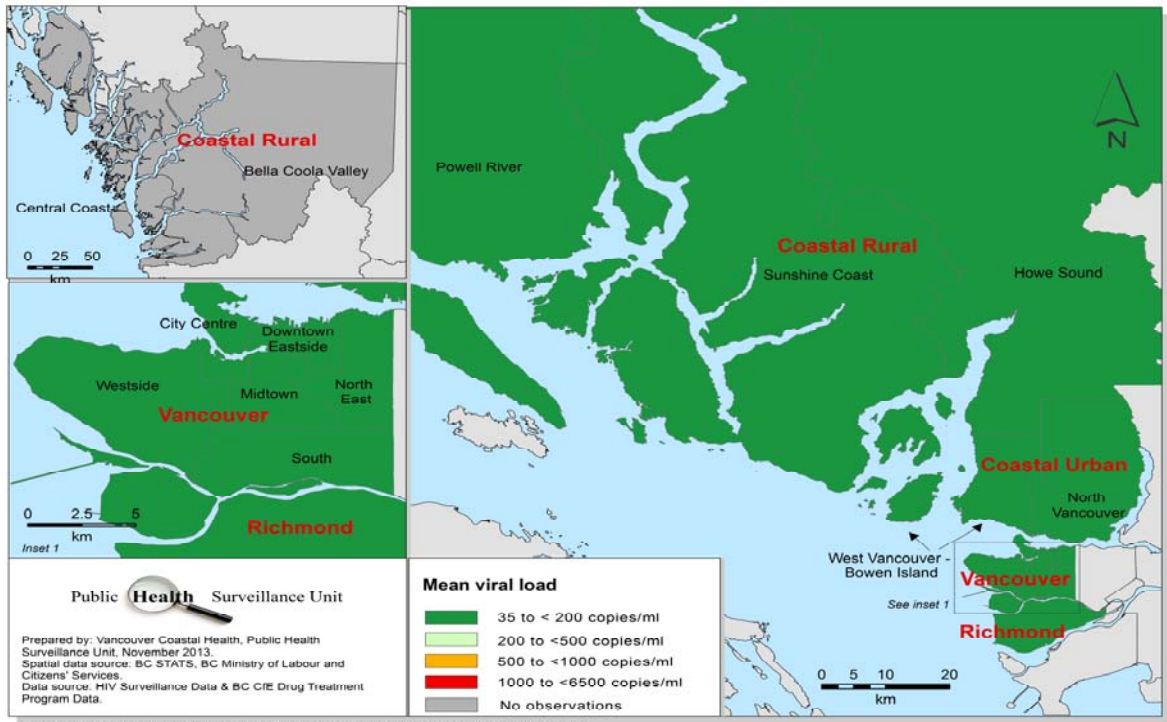 Coastal Rural
Bella Coola Valley
Central Coast
0 25 50
km
Powell River
N
Coastal Rural
Sunshine Coast
Howe Sound
City Centre
Downtown
Eastside
Westside
Midtown
North
East
Vancouver
South
Richmond
0 2.5 5
km
Inset 1
Coastal Urban
North
Vancouver
West Vancouver -
Bowen Island
Vancouver
See inset 1
Richmond
0 10 20
km
Public Health Surveillance Unit
Prepared by: Vancouver Coastal Health, Public Health
Surveillance Unit, November 2013.
Spatial data source: BC STATS, BC Ministry of Labour and
Citizens' Services.
Data source: HIV Surveillance Data & BC CfE Drug Treatment
Program Data.
Mean viral load
35 to < 200 copies/ml
200 to <500 copies/ml
500 to <1000 copies/ml
1000 to <6500 copies/ml
No observations